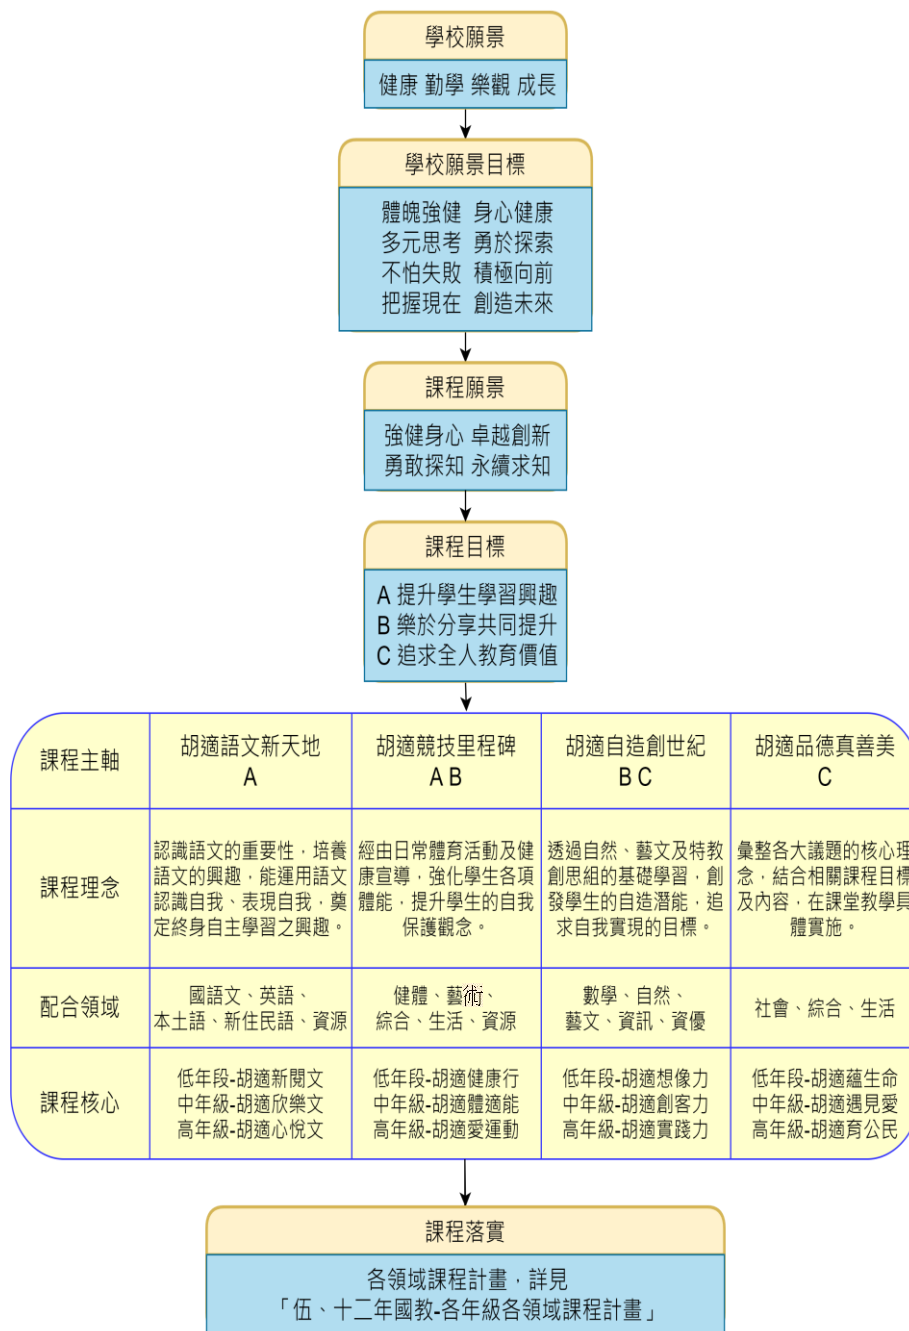 學校願景
健康 勤學 樂觀 成長
學校願景目標
體魄強健 身心健康
多元思考 勇於探索
不怕失敗 積極向前
把握現在 創造未來
課程願景
強健身心 卓越創新
勇敢探知 永續求知
課程目標
A 提升學生學習興趣
B 樂於分享共同提升
C 追求全人教育價值
課程主軸
胡適語文新天地
A
胡適競技里程碑
A B
胡適自造創世紀
B C
胡適品德真善美
C
課程理念
認識語文的重要性，培養
語文的興趣，能運用語文
認識自我、表現自我，奠
定終身自主學習之興趣。
經由日常體育活動及健
康宣導，強化學生各項
體能，提升學生的自我
保護觀念。
透過自然、藝文及特教
創思組的基礎學習，創
發學生的自造潛能，追
求自我實現的目標。
彙整各大議題的核心理
念，結合相關課程目標
及內容，在課堂教學具
體實施。
配合領域
國語文、英語、
本土語、新住民語、資源
健體、藝術、
綜合、生活、資源
數學、自然、
藝文、資訊、資優
社會、綜合、生活
課程核心
低年段-胡適新閱文
中年級-胡適欣樂文
高年級-胡適心悅文
低年段-胡適健康行
中年級-胡適體適能
高年級-胡適愛運動
低年段-胡適想像力
中年級-胡適創客力
高年級-胡適實踐力
低年段-胡適蘊生命
中年級-胡適遇見愛
高年級-胡適育公民
課程落實
各領域課程計畫，詳見
「伍、十二年國教-各年級各領域課程計畫」